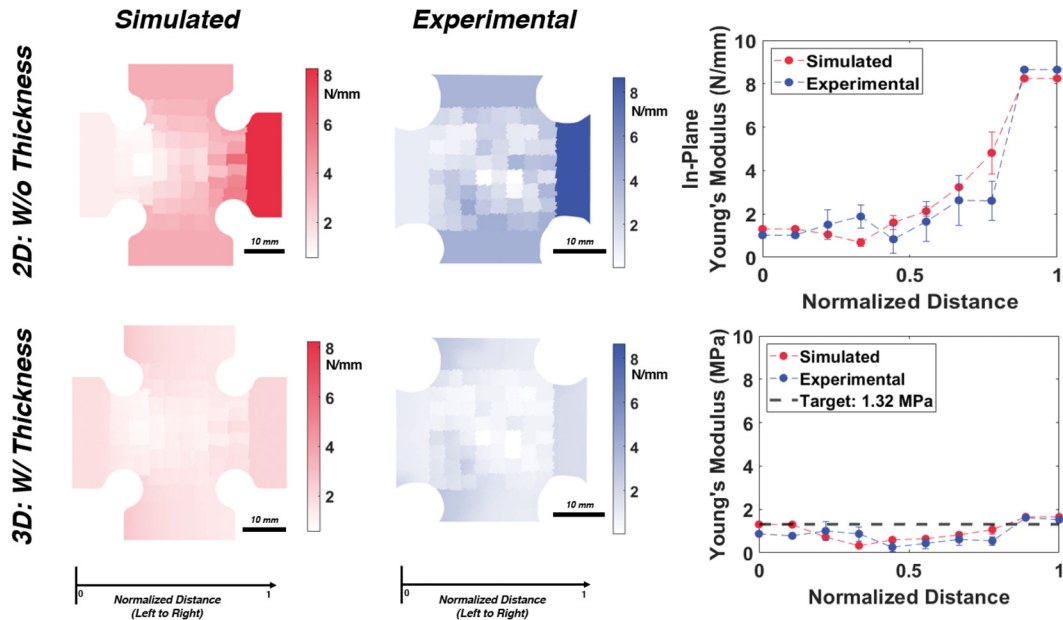 Simulated
Experimental
2D: W/o Thickness
8
N/mm
6
4
2
10 mm
8
N/mm
6
4
2
10 mm
In-Plane
Young's Modulus (N/mm)
10
8
6
4
2
0
Simulated
Experimental
0
0.5
1
Normalized Distance
3D: W/ Thickness
8
N/mm
6
4
2
10 mm
8
N/mm
6
4
2
10 mm
Young's Modulus (MPa)
10
8
6
4
2
0
Simulated
Experimental
Target: 1.32 MPa
0
0.5
1
Normalized Distance
0
1
Normalized Distance
(Left to Right)
0
1
Normalized Distance
(Left to Right)